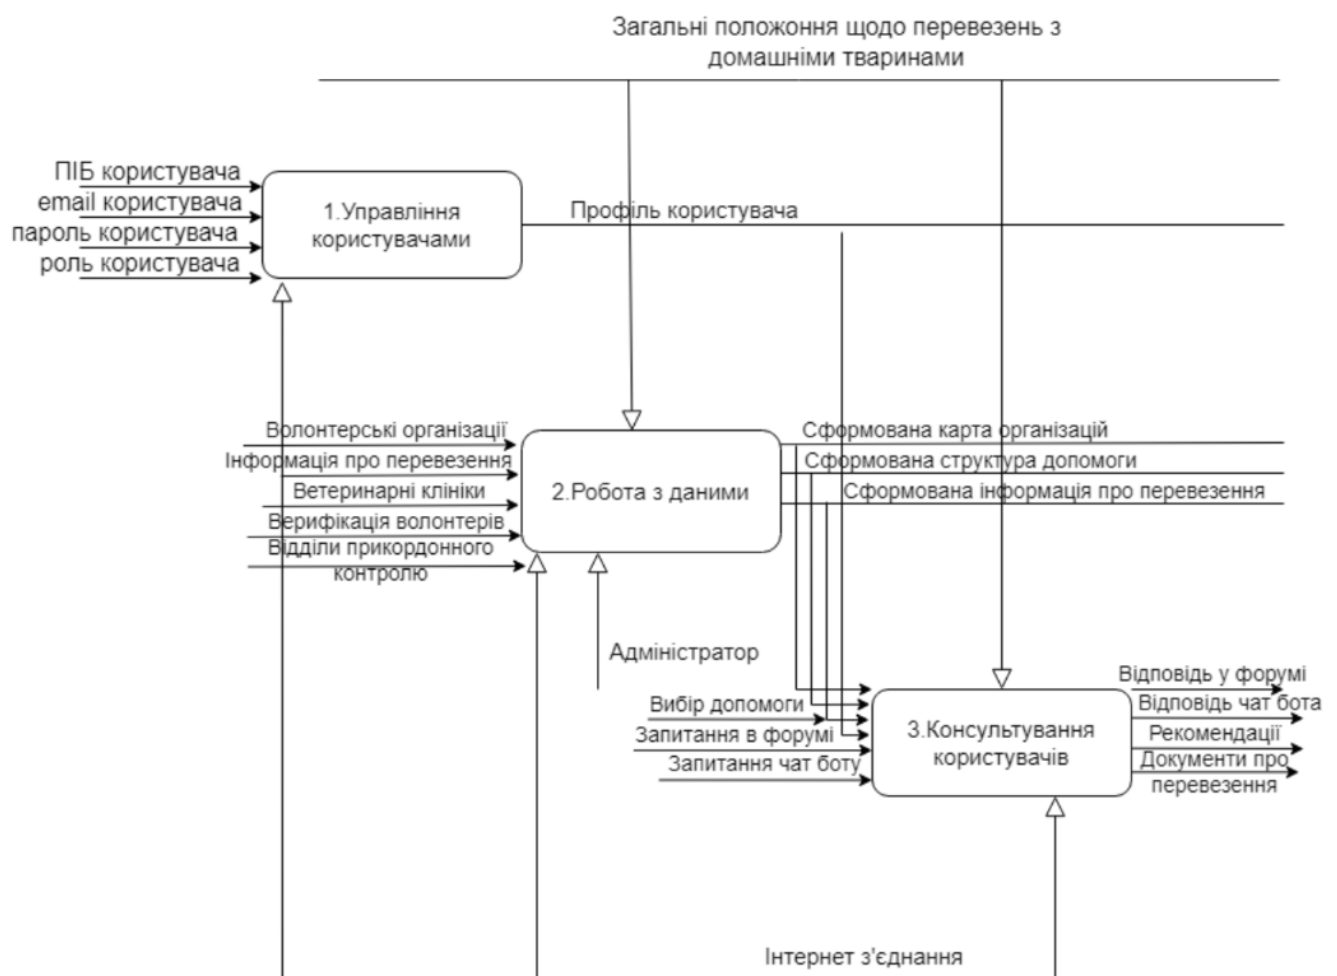 Загальні положоння щодо перевезень з
домашніми тваринами
ПІБ користувача
email користувача
пароль користувача
роль користувача
1.Управління
користувачами
Профіль користувача
Волонтерські організації
Інформація про перевезення
Ветеринарні клініки
Верифікація волонтерів
Відділи прикордонного
контролю
2.Робота з даними
Сформована карта організацій
Сформована структура допомоги
Сформована інформація про перевезення
Адміністратор
Вибір допомоги
Запитання в форумі
Запитання чат боту
3.Консультування
користувачів
Відповідь у форумі
Відповідь чат бота
Рекомендації
Документи про
перевезення
Інтернет з'єднання